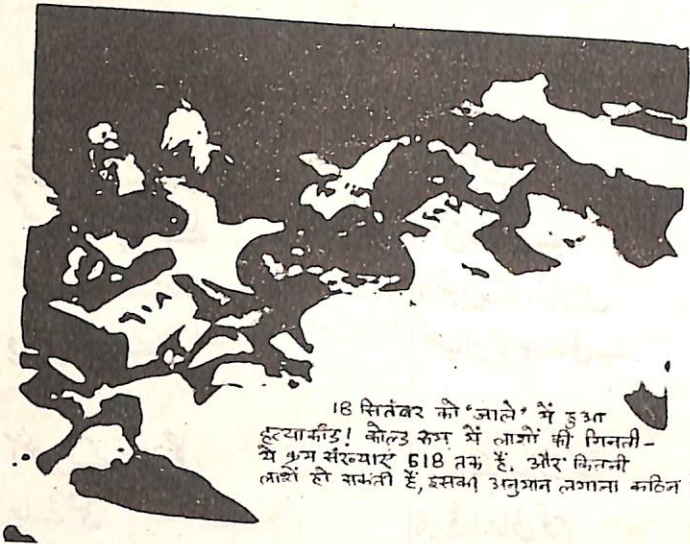 18 सितंबर को 'जाले' में हुआ
हत्याकांड! कोल्ड रूम में लाशों की गिनती-
ये क्रम संख्याएं 618 तक हैं. और कितनी
लाशें हो सकती हैं, इसका अनुमान लगाना कठिन